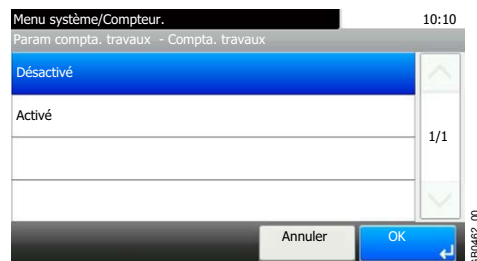 Menu système/Compteur. 10:10
Param compta. travaux - Compta. travaux
Désactivé
Activé
1/1
Annuler OK